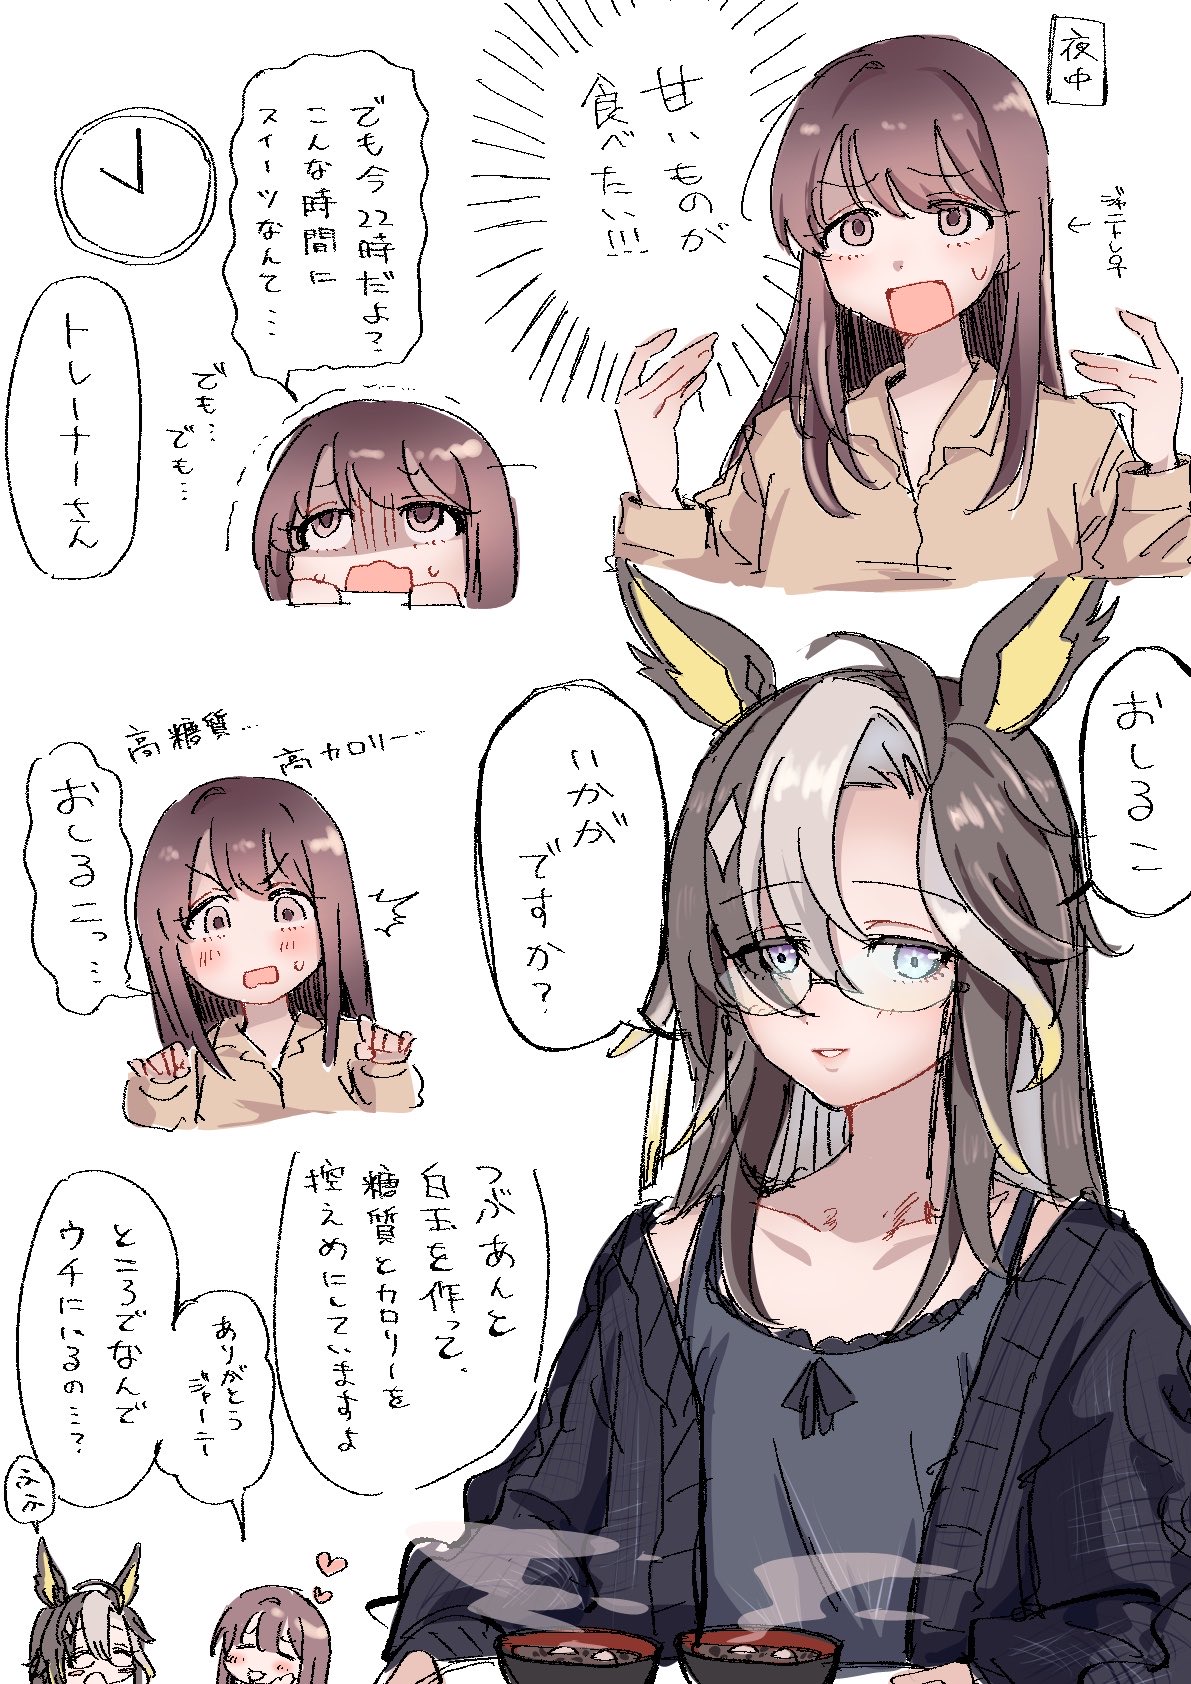 夜中
ジャニトレ♀
甘いものが
食べたい!!!
でも今22時だよ?
こんな時間に
スイーツなんて…
でも…
でも…
トレーナーさん
おしるこ
いかが
ですか?
高糖質…
高カロリー…
おしるこっ…
つぶあんと
白玉を作って、
糖質とカロリーを
控えめにしていますよ
ありがとう
ジャーニー
ところでなんで
ウチにいるの…?
ふふ